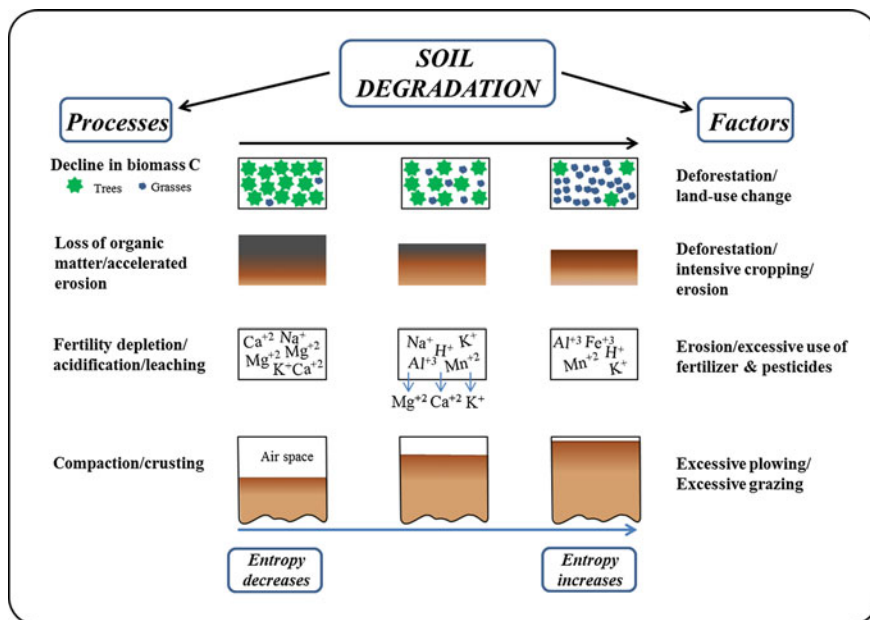 SOIL
DEGRADATION
Processes
Factors
Decline in biomass C
Trees Grasses
Deforestation/
land-use change
Loss of organic
matter/accelerated
erosion
Deforestation/
intensive cropping/
erosion
Fertility depletion/
acidification/leaching
Ca+2 Na+
Mg+2 Mg+2
K+Ca+2
Na+ H+ K+
Al+3 Mn+2
Mg+2 Ca+2 K+
Al+3 Fe+3
Mn+2 H+
K+
Erosion/excessive use of
fertilizer & pesticides
Compaction/crusting
Air space
Excessive plowing/
Excessive grazing
Entropy
decreases
Entropy
increases